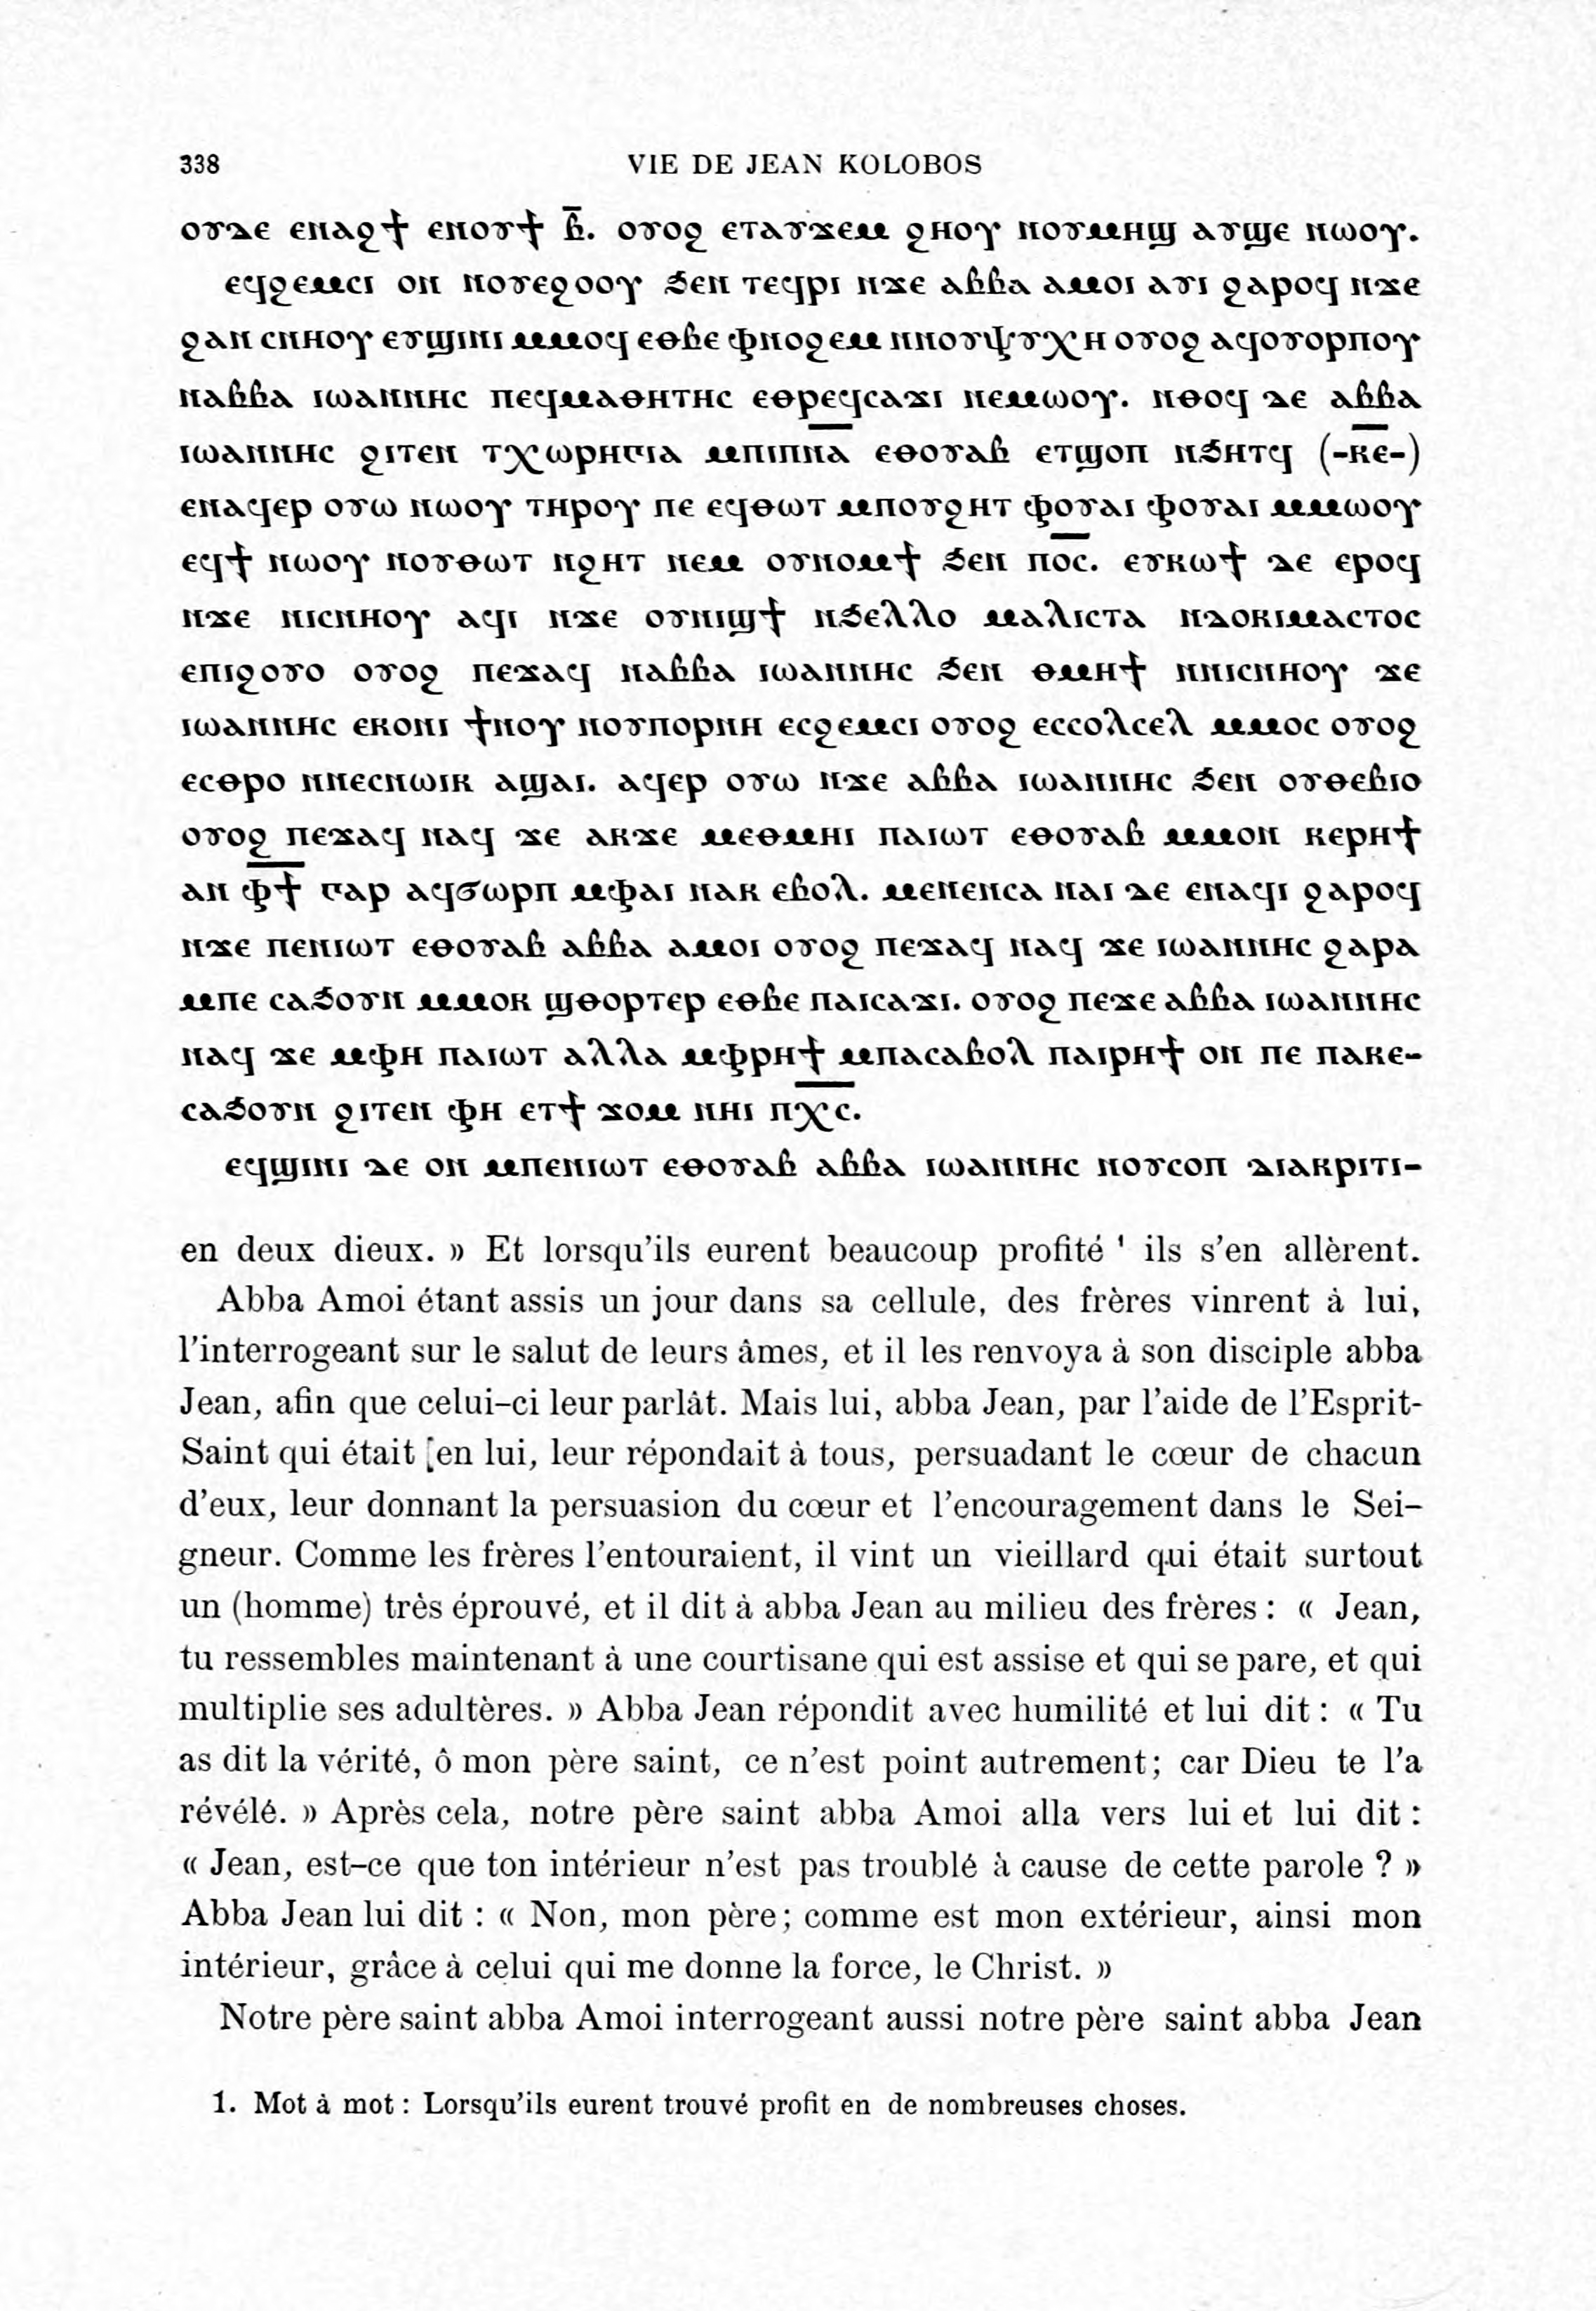 338 VIE DE JEAN KOLOBOS
ⲟⲩⲇⲉ ⲉⲛⲁϩϯ ⲉⲛⲟⲩϯ ⲃ̅. ⲟⲩⲟϩ ⲉⲧⲁⲩϫⲉⲙ ϩⲏⲟⲩ ⲛⲟⲩⲙⲏϣ ⲁⲩϣⲉ ⲛⲱⲟⲩ.
ⲉϥϩⲉⲙⲥⲓ ⲟⲛ ⲛⲟⲩⲉϩⲟⲟⲩ ϧⲉⲛ ⲧⲉϥⲣⲓ ⲛϫⲉ ⲁⲃⲃⲁ ⲁⲙⲟⲓ ⲁⲩⲓ ϩⲁⲣⲟϥ ⲛϫⲉ
ϩⲁⲛ ⲥⲛⲏⲟⲩ ⲉⲩϣⲓⲛⲓ ⲙⲙⲟϥ ⲉⲑⲃⲉ ⲫⲛⲟϩⲉⲙ ⲛⲛⲟⲩⲯⲩⲭⲏ ⲟⲩⲟϩ ⲁϥⲟⲩⲟⲣⲡⲟⲩ
ⲛⲁⲃⲃⲁ ⲓⲱⲁⲛⲛⲏⲥ ⲡⲉϥⲙⲁⲑⲏⲧⲏⲥ ⲉⲑⲣⲉϥⲥⲁϫⲓ ⲛⲉⲙⲱⲟⲩ. ⲛⲑⲟϥ ⲇⲉ ⲁⲃⲃⲁ
ⲓⲱⲁⲛⲛⲏⲥ ϩⲓⲧⲉⲛ ⲧⲭⲱⲣⲏⲅⲓⲁ ⲙⲡⲓⲡ̅ⲛ̅ⲁ̅ ⲉⲑⲟⲩⲁⲃ ⲉⲧϣⲟⲡ ⲛϧⲏⲧϥ (-ⲕ̅ⲉ̅-)
ⲉⲛⲁϥⲉⲣ ⲟⲩⲱ ⲛⲱⲟⲩ ⲧⲏⲣⲟⲩ ⲡⲉ ⲉϥⲑⲱⲧ ⲙⲡⲟⲩϩⲏⲧ ⲫⲟⲩⲁⲓ ⲫⲟⲩⲁⲓ ⲙⲙⲱⲟⲩ
ⲉϥϯ ⲛⲱⲟⲩ ⲛⲟⲩⲑⲱⲧ ⲛϩⲏⲧ ⲛⲉⲙ ⲟⲩⲛⲟⲙϯ ϧⲉⲛ ⲡⲟ̅ⲥ̅. ⲉⲩⲕⲱϯ ⲇⲉ ⲉⲣⲟϥ
ⲛϫⲉ ⲛⲓⲥⲛⲏⲟⲩ ⲁϥⲓ ⲛϫⲉ ⲟⲩⲛⲓϣϯ ⲛϧⲉⲗⲗⲟ ⲙⲁⲗⲓⲥⲧⲁ ⲛⲇⲟⲕⲓⲙⲁⲥⲧⲟⲥ
ⲉⲡⲓϩⲟⲩⲟ ⲟⲩⲟϩ ⲡⲉϫⲁϥ ⲛⲁⲃⲃⲁ ⲓⲱⲁⲛⲛⲏⲥ ϧⲉⲛ ⲑⲙⲏϯ ⲛⲛⲓⲥⲛⲏⲟⲩ ϫⲉ
ⲓⲱⲁⲛⲛⲏⲥ ⲉⲕⲟⲛⲓ ϯⲛⲟⲩ ⲛⲟⲩⲡⲟⲣⲛⲏ ⲉⲥϩⲉⲙⲥⲓ ⲟⲩⲟϩ ⲉⲥⲥⲟⲗⲥⲉⲗ ⲙⲙⲟⲥ ⲟⲩⲟϩ
ⲉⲥⲑⲣⲟ ⲛⲛⲉⲥⲛⲱⲓⲕ ⲁϣⲁⲓ. ⲁϥⲉⲣ ⲟⲩⲱ ⲛϫⲉ ⲁⲃⲃⲁ ⲓⲱⲁⲛⲛⲏⲥ ϧⲉⲛ ⲟⲩⲑⲉⲃⲓⲟ
ⲟⲩⲟϩ ⲡⲉϫⲁϥ ⲛⲁϥ ϫⲉ ⲁⲕϫⲉ ⲙⲉⲑⲙⲏⲓ ⲡⲁⲓⲱⲧ ⲉⲑⲟⲩⲁⲃ ⲙⲙⲟⲛ ⲕⲉⲣⲏϯ
ⲁⲛ ⲫ̅ϯ̅ ⲅⲁⲣ ⲁϥϭⲱⲣⲡ ⲙⲫⲁⲓ ⲛⲁⲕ ⲉⲃⲟⲗ. ⲙⲉⲛⲉⲛⲥⲁ ⲛⲁⲓ ⲇⲉ ⲉⲛⲁϥⲓ ϩⲁⲣⲟϥ
ⲛϫⲉ ⲡⲉⲛⲓⲱⲧ ⲉⲑⲟⲩⲁⲃ ⲁⲃⲃⲁ ⲁⲙⲟⲓ ⲟⲩⲟϩ ⲡⲉϫⲁϥ ⲛⲁϥ ϫⲉ ⲓⲱⲁⲛⲛⲏⲥ ϩⲁⲣⲁ
ⲙⲡⲉ ⲥⲁϧⲟⲩⲛ ⲙⲙⲟⲕ ϣⲑⲟⲣⲧⲉⲣ ⲉⲑⲃⲉ ⲡⲁⲓⲥⲁϫⲓ. ⲟⲩⲟϩ ⲡⲉϫⲉ ⲁⲃⲃⲁ ⲓⲱⲁⲛⲛⲏⲥ
ⲛⲁϥ ϫⲉ ⲙⲫⲏ ⲡⲁⲓⲱⲧ ⲁⲗⲗⲁ ⲙⲫⲣⲏϯ ⲙⲡⲁⲥⲁⲃⲟⲗ ⲡⲁⲓⲣⲏϯ ⲟⲛ ⲡⲉ ⲡⲁⲕⲉ-
ⲥⲁϧⲟⲩⲛ ϩⲓⲧⲉⲛ ⲫⲏ ⲉⲧϯ ϫⲟⲙ ⲛⲏⲓ ⲡ̅ⲭ̅ⲥ̅.
ⲉϥϣⲓⲛⲓ ⲇⲉ ⲟⲛ ⲙⲡⲉⲛⲓⲱⲧ ⲉⲑⲟⲩⲁⲃ ⲁⲃⲃⲁ ⲓⲱⲁⲛⲛⲏⲥ ⲛⲟⲩⲥⲟⲡ ⲇⲓⲁⲕⲣⲓⲧⲓ-
en deux dieux. » Et lorsqu'ils eurent beaucoup profité ¹ ils s'en allèrent.
Abba Amoi étant assis un jour dans sa cellule, des frères vinrent à lui,
l'interrogeant sur le salut de leurs âmes, et il les renvoya à son disciple abba
Jean, afin que celui-ci leur parlât. Mais lui, abba Jean, par l'aide de l'Esprit-
Saint qui était [en lui, leur répondait à tous, persuadant le cœur de chacun
d'eux, leur donnant la persuasion du cœur et l'encouragement dans le Sei-
gneur. Comme les frères l'entouraient, il vint un vieillard qui était surtout
un (homme) très éprouvé, et il dit à abba Jean au milieu des frères : « Jean,
tu ressembles maintenant à une courtisane qui est assise et qui se pare, et qui
multiplie ses adultères. » Abba Jean répondit avec humilité et lui dit : « Tu
as dit la vérité, ô mon père saint, ce n'est point autrement; car Dieu te l'a
révélé. » Après cela, notre père saint abba Amoi alla vers lui et lui dit :
« Jean, est-ce que ton intérieur n'est pas troublé à cause de cette parole ? »
Abba Jean lui dit : « Non, mon père; comme est mon extérieur, ainsi mon
intérieur, grâce à celui qui me donne la force, le Christ. »
Notre père saint abba Amoi interrogeant aussi notre père saint abba Jean
1. Mot à mot : Lorsqu'ils eurent trouvé profit en de nombreuses choses.